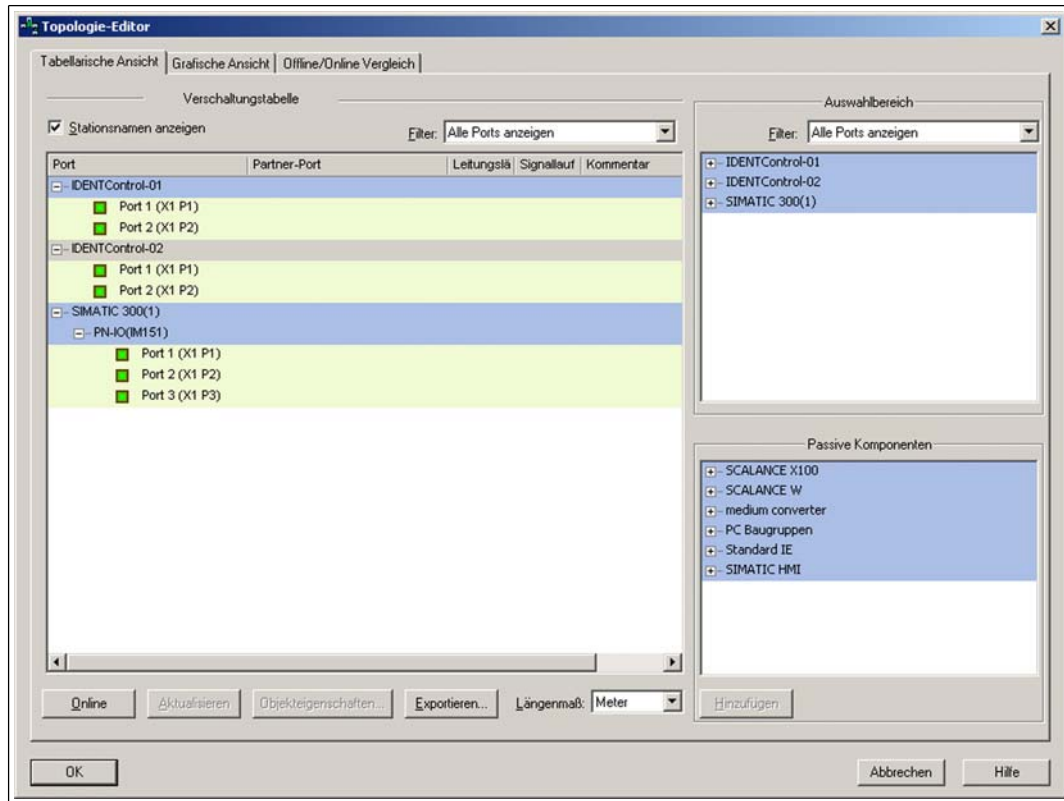 Topologie-Editor
Tabellarische Ansicht Grafische Ansicht Offline/Online Vergleich
Verschaltungstabelle
Stationsnamen anzeigen Filter: Alle Ports anzeigen
Port Partner-Port Leitungslä Signallauf Kommentar
IDENTControl-01
Port 1 (X1 P1)
Port 2 (X1 P2)
IDENTControl-02
Port 1 (X1 P1)
Port 2 (X1 P2)
SIMATIC 300(1)
PN-IO(IM151)
Port 1 (X1 P1)
Port 2 (X1 P2)
Port 3 (X1 P3)
Online Aktualisieren Objekteigenschaften... Exportieren... Längenmaß: Meter
Auswahlbereich
Filter: Alle Ports anzeigen
IDENTControl-01
IDENTControl-02
SIMATIC 300(1)
Passive Komponenten
SCALANCE X100
SCALANCE W
medium converter
PC Baugruppen
Standard IE
SIMATIC HMI
Hinzufügen
OK Abbrechen Hilfe